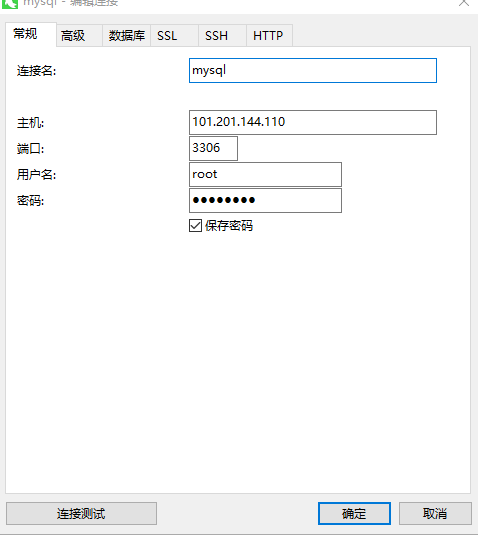 mysql - 编辑连接
常规 高级 数据库 SSL SSH HTTP
连接名: mysql
主机: 101.201.144.110
端口: 3306
用户名: root
密码: ●●●●●●●●
保存密码
连接测试 确定 取消